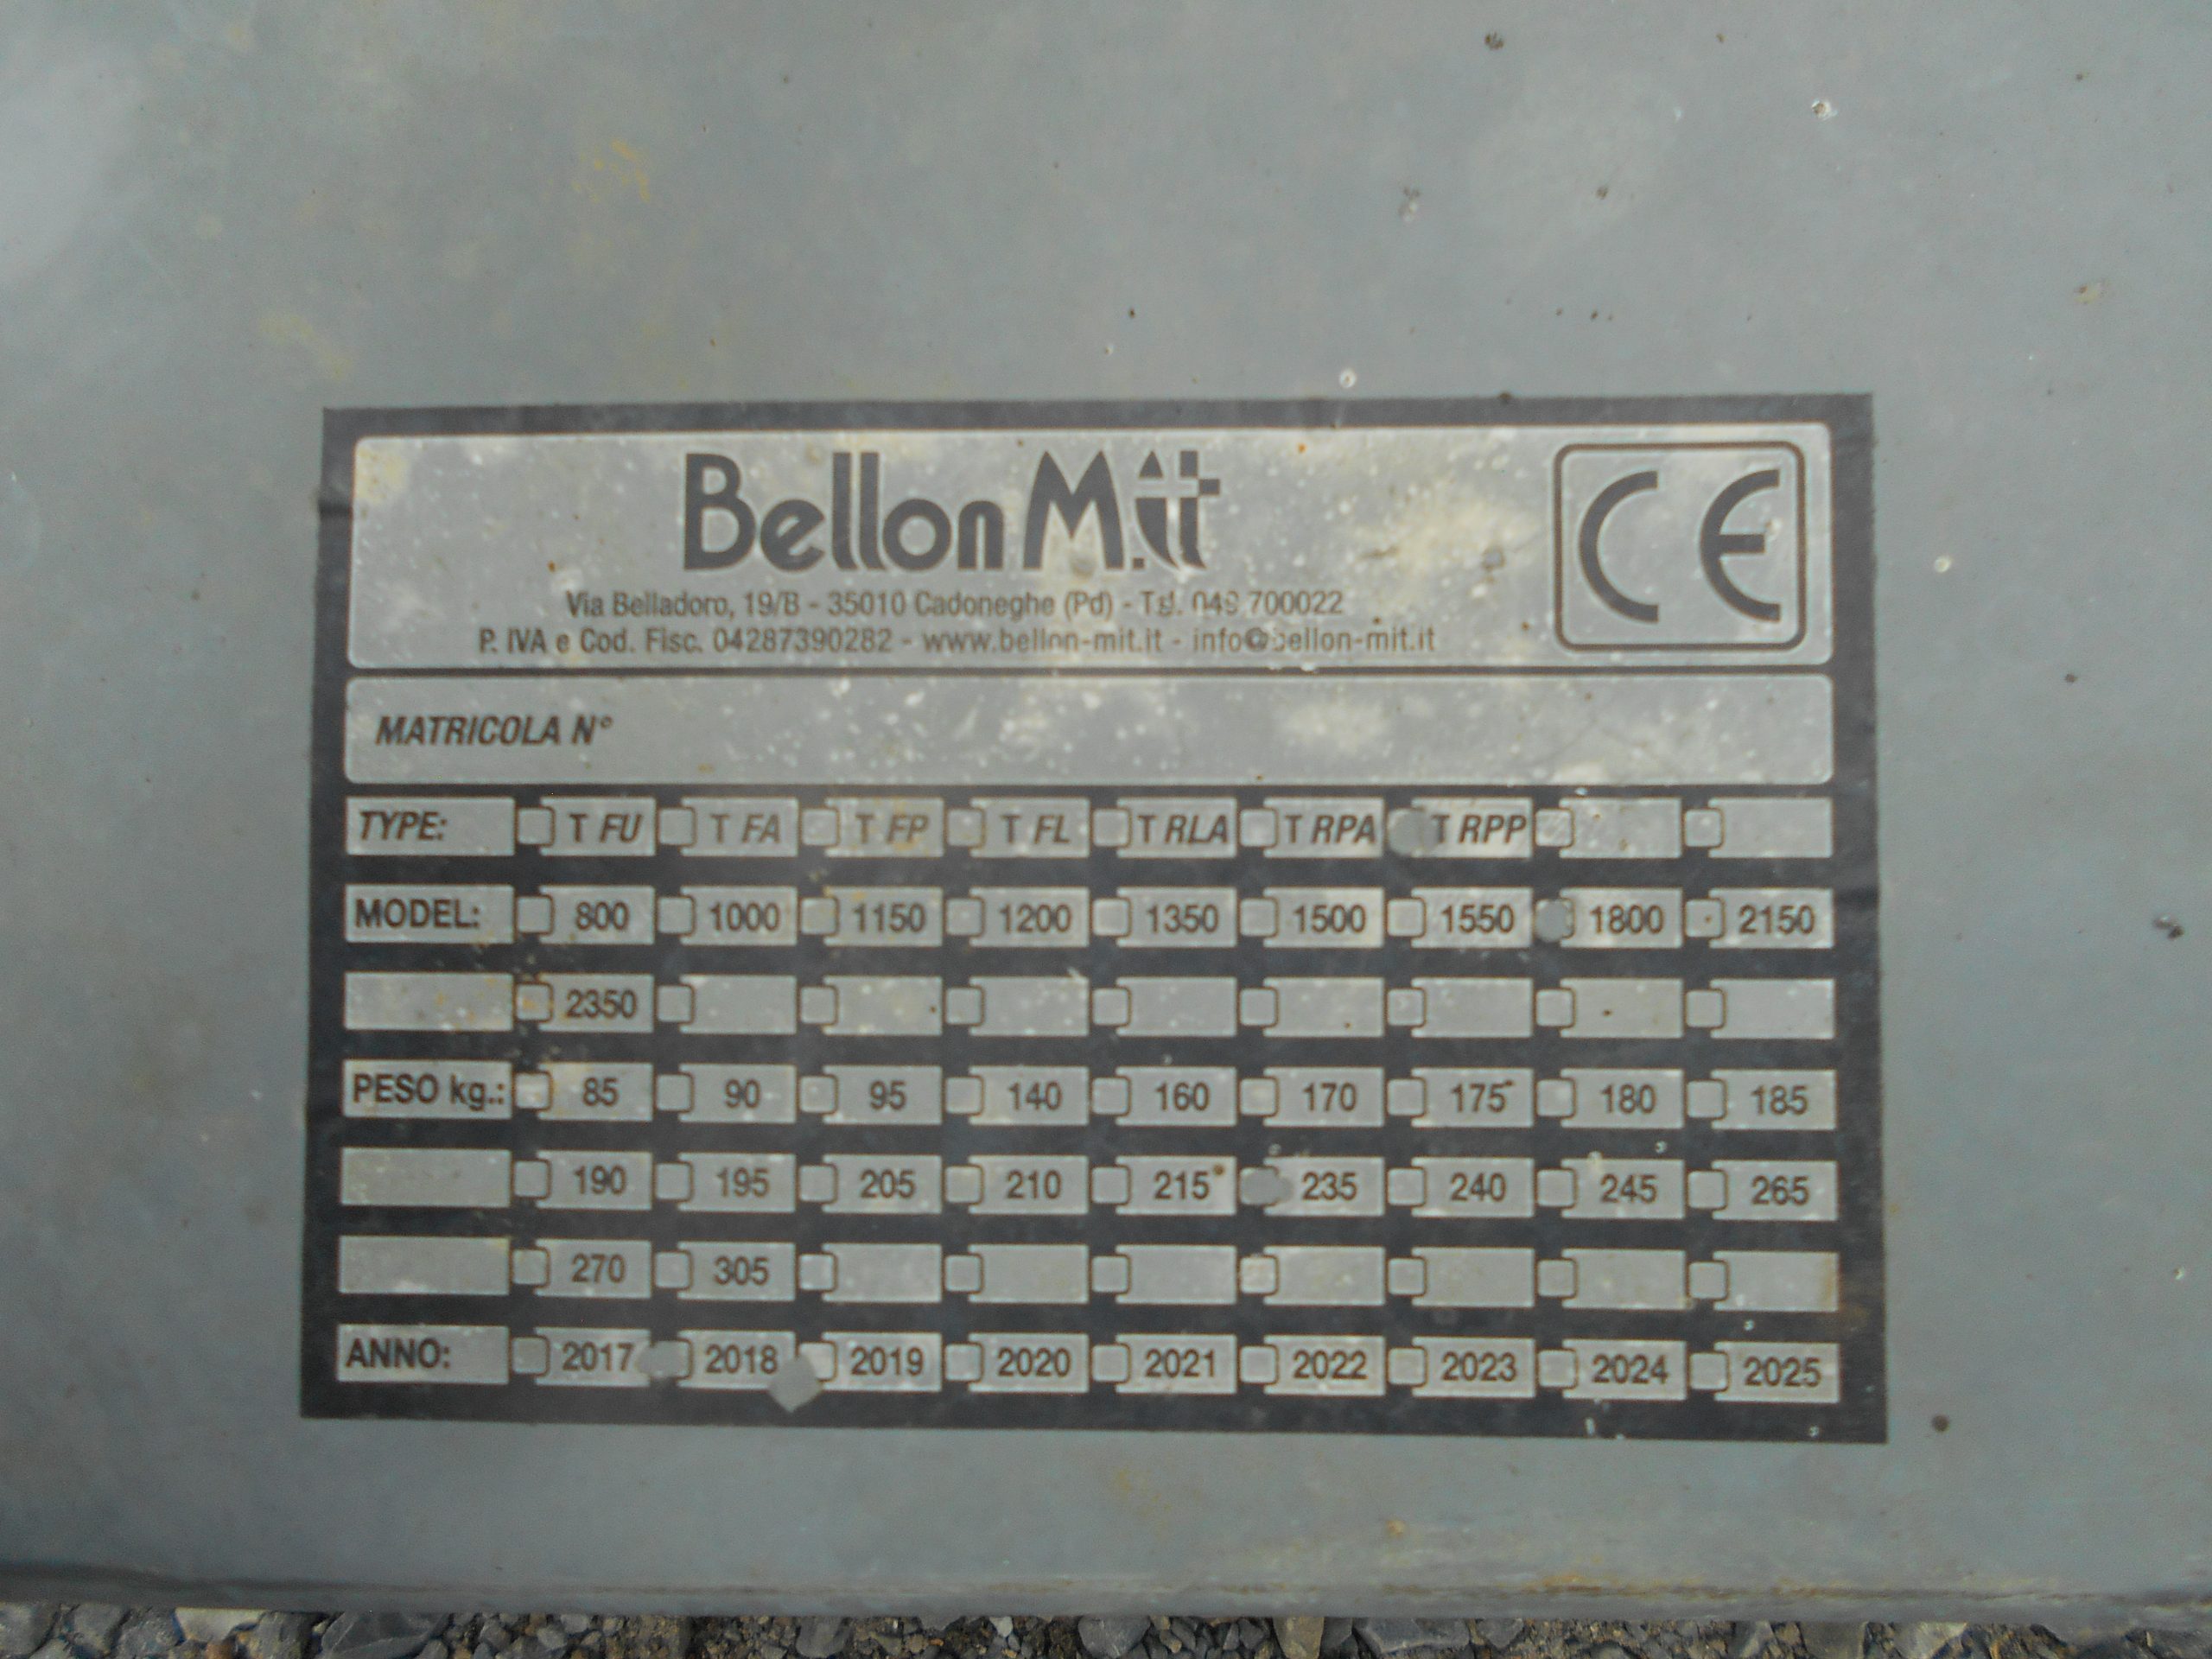 Bellon M.it
CE
Via Belladoro, 19/B - 35010 Cadoneghe (Pd) - Tel. 049 700022
P. IVA e Cod. Fisc. 04287390282 - www.bellon-mit.it - info@bellon-mit.it
MATRICOLA N°
TYPE: T FU T FA T FP T FL T RLA T RPA T RPP
MODEL: 800 1000 1150 1200 1350 1500 1550 1800 2150
2350
PESO kg.: 85 90 95 140 160 170 175 180 185
190 195 205 210 215 235 240 245 265
270 305
ANNO: 2017 2018 2019 2020 2021 2022 2023 2024 2025